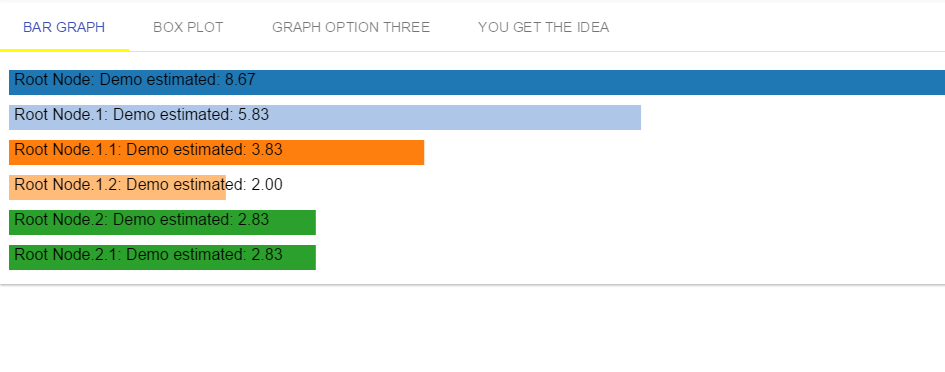 BAR GRAPH BOX PLOT GRAPH OPTION THREE YOU GET THE IDEA
Root Node: Demo estimated: 8.67
Root Node.1: Demo estimated: 5.83
Root Node.1.1: Demo estimated: 3.83
Root Node.1.2: Demo estimated: 2.00
Root Node.2: Demo estimated: 2.83
Root Node.2.1: Demo estimated: 2.83